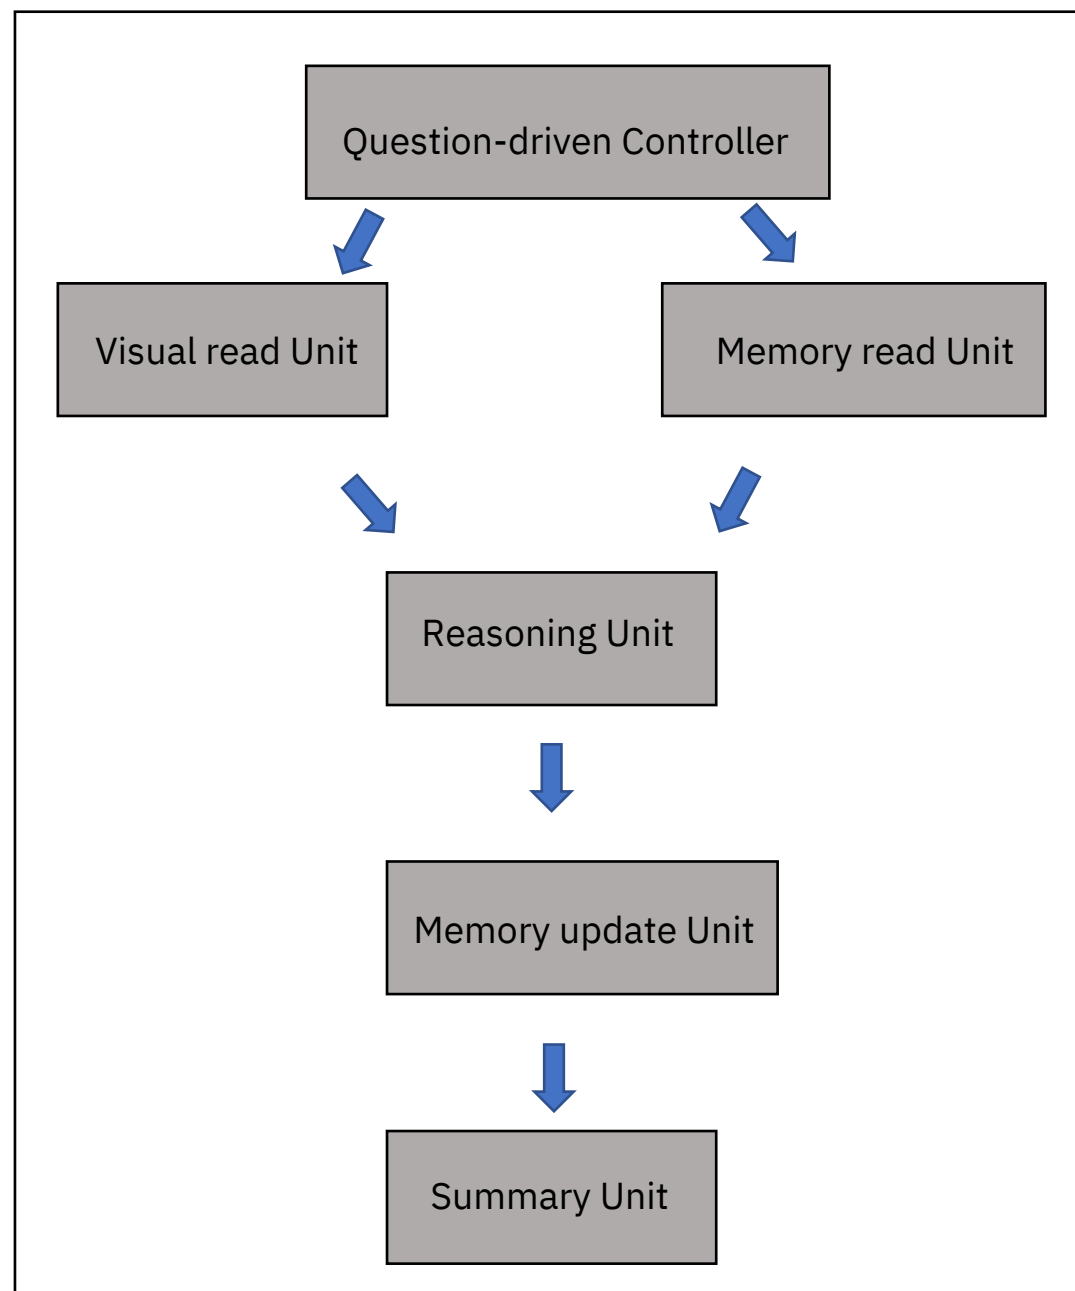 Question-driven Controller
Visual read Unit
Memory read Unit
Reasoning Unit
Memory update Unit
Summary Unit